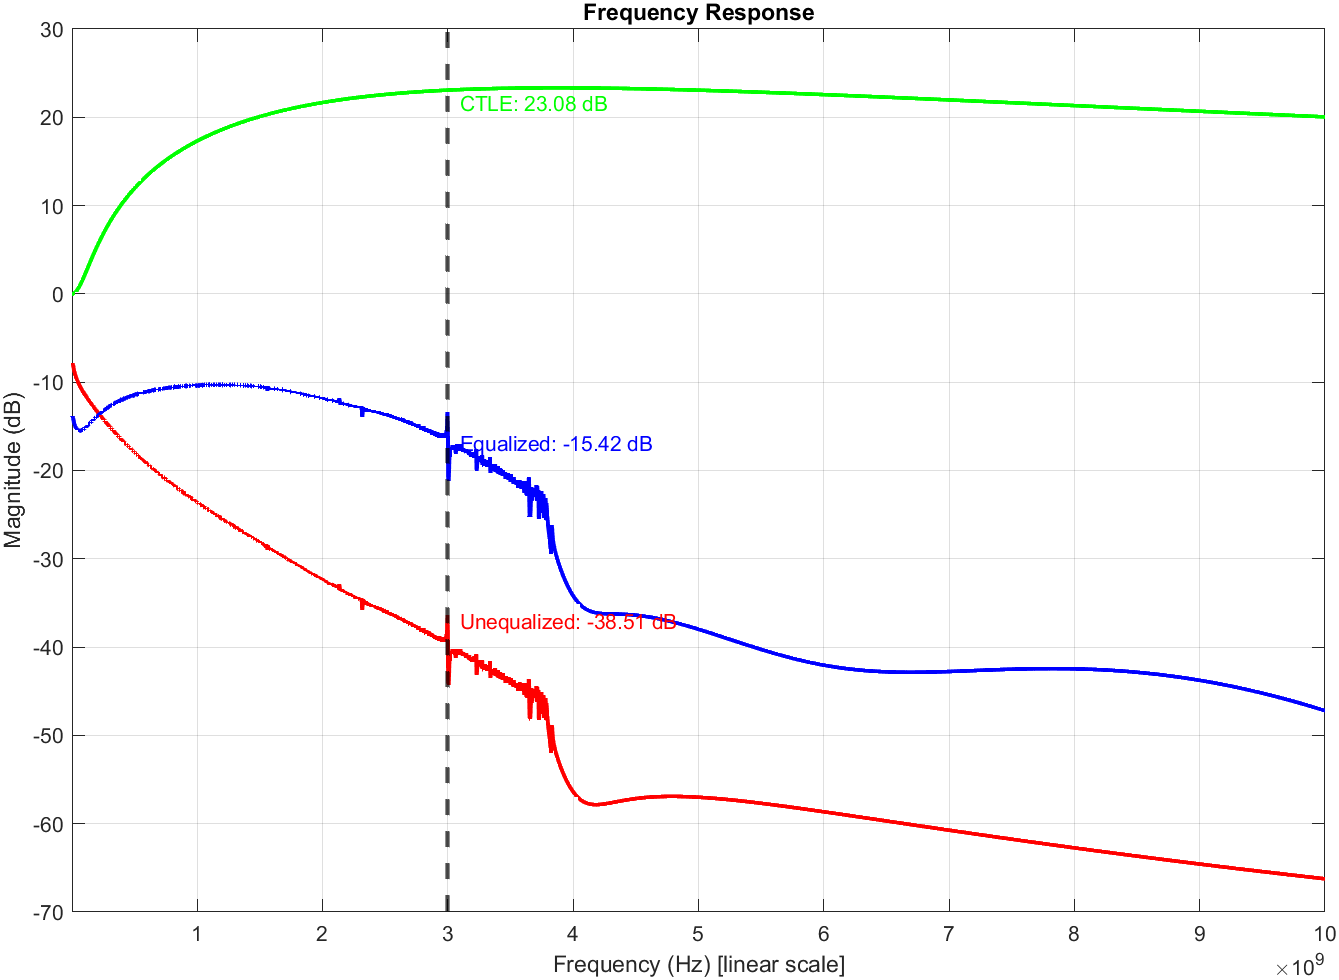 Frequency Response
30
20
10
0
-10
-20
-30
-40
-50
-60
-70
Magnitude (dB)
CTLE: 23.08 dB
Equalized: -15.42 dB
Unequalized: -38.51 dB
1 2 3 4 5 6 7 8 9 10
Frequency (Hz) [linear scale]
×10⁹